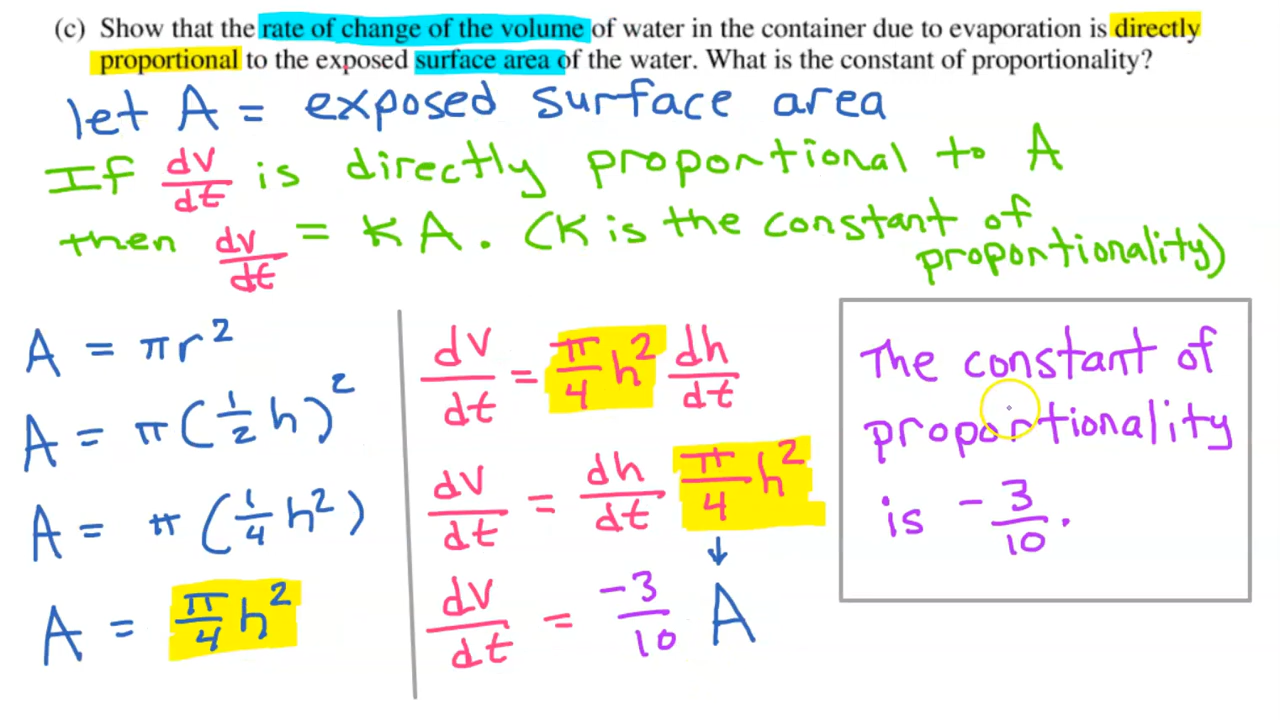 (c) Show that the rate of change of the volume of water in the container due to evaporation is directly
proportional to the exposed surface area of the water. What is the constant of proportionality?
let A = exposed surface area
If dv/dt is directly proportional to A
then dv/dt = KA. (K is the constant of
proportionality)
A = πr²
A = π(1/2 h)²
A = π(1/4 h²)
A = π/4 h²
dv/dt = π/4 h² dh/dt
dv/dt = dh/dt π/4 h²
dv/dt = -3/10 A
The constant of
proportionality
is -3/10.